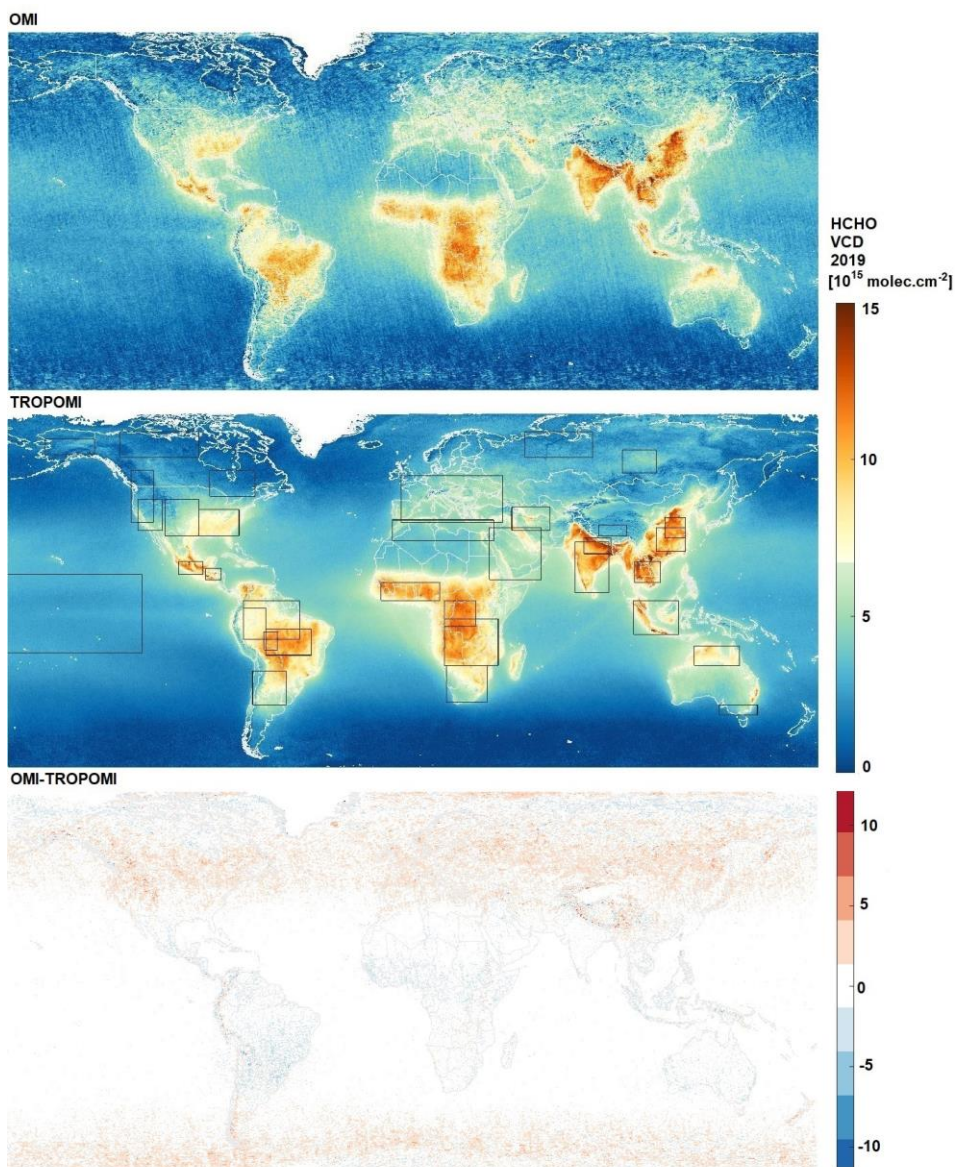 OMI
HCHO
VCD
2019
[10¹⁵ molec.cm⁻²]
15
10
5
0
TROPOMI
OMI-TROPOMI
10
5
0
-5
-10